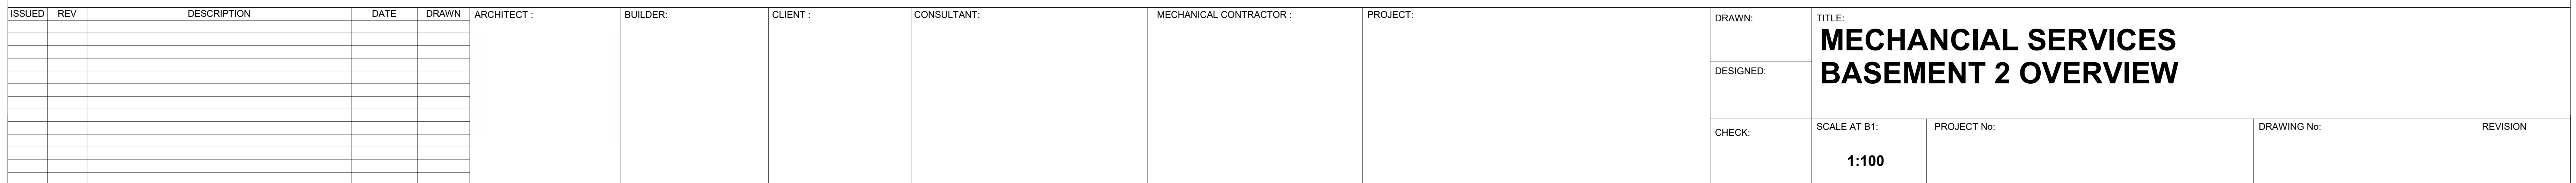 ISSUED REV DESCRIPTION DATE DRAWN ARCHITECT : BUILDER: CLIENT : CONSULTANT: MECHANICAL CONTRACTOR : PROJECT:
DRAWN:
DESIGNED:
CHECK:
TITLE:
MECHANCIAL SERVICES
BASEMENT 2 OVERVIEW
SCALE AT B1: PROJECT No: DRAWING No: REVISION
1:100